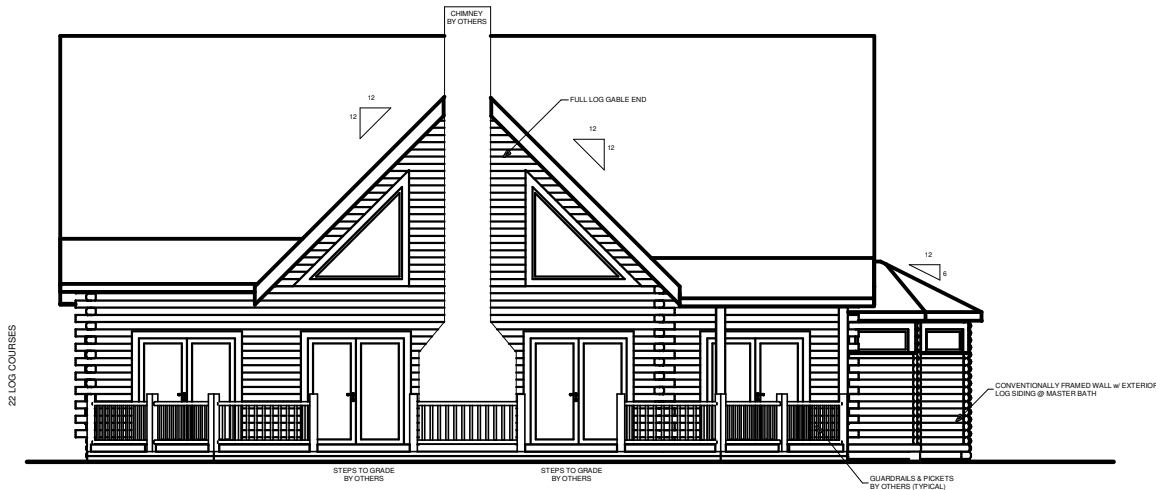 CHIMNEY
BY OTHERS
12
12
FULL LOG GABLE END
12
12
12
6
22 LOG COURSES
CONVENTIONALLY FRAMED WALL w/ EXTERIOR
LOG SIDING @ MASTER BATH
STEPS TO GRADE
BY OTHERS
STEPS TO GRADE
BY OTHERS
GUARDRAILS & PICKETS
BY OTHERS (TYPICAL)